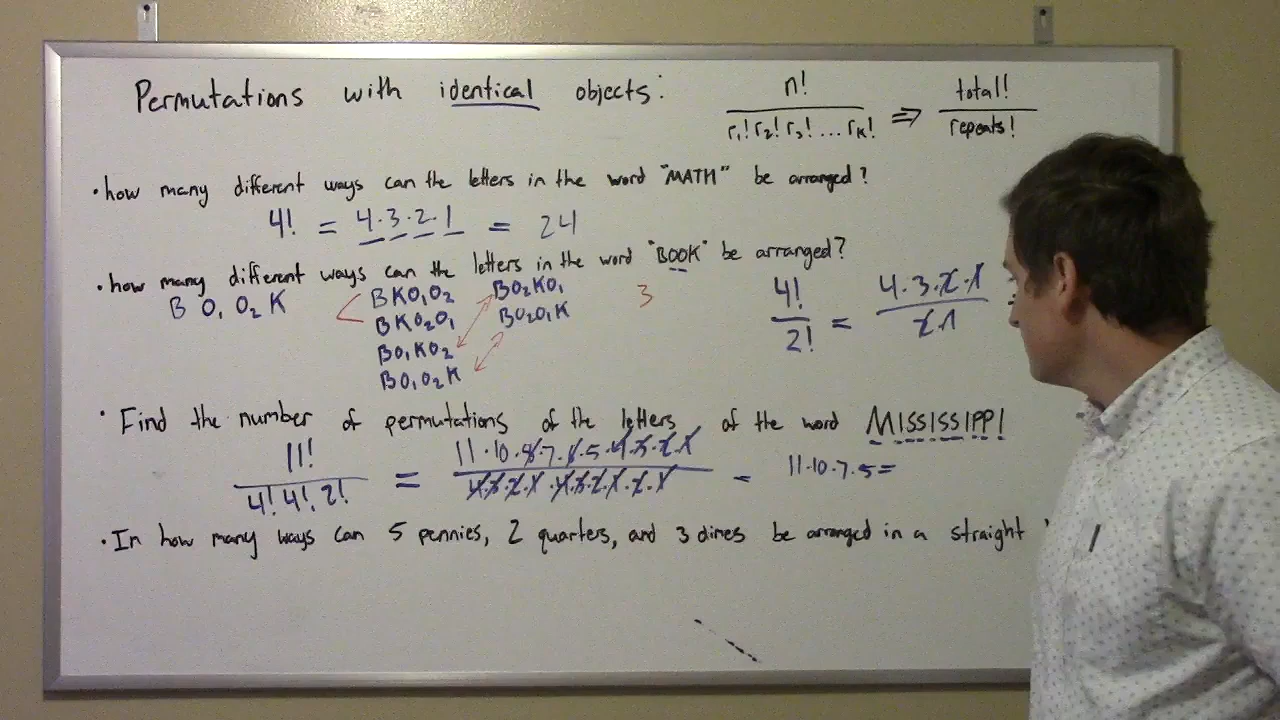 Permutations with identical objects: n! / r₁! r₂! r₃! ... rₖ! ⇒ total! / repeats!
• how many different ways can the letters in the word "MATH" be arranged?
4! = 4·3·2·1 = 24
• how many different ways can the letters in the word "BOOK" be arranged?
B O₁ O₂ K
BKO₁O₂
BKO₂O₁
BO₁KO₂
BO₁O₂K
BO₂KO₁
BO₂O₁K
3
4! / 2! = 4·3·2·1 / 2·1
• Find the number of permutations of the letters of the word MISSISSIPPI
11! / 4! 4! 2! = 11·10·9·8·7·6·5·4·3·2·1 / 4·3·2·1·4·3·2·1·2·1 = 11·10·7·5=
• In how many ways can 5 pennies, 2 quarters, and 3 dimes be arranged in a straight